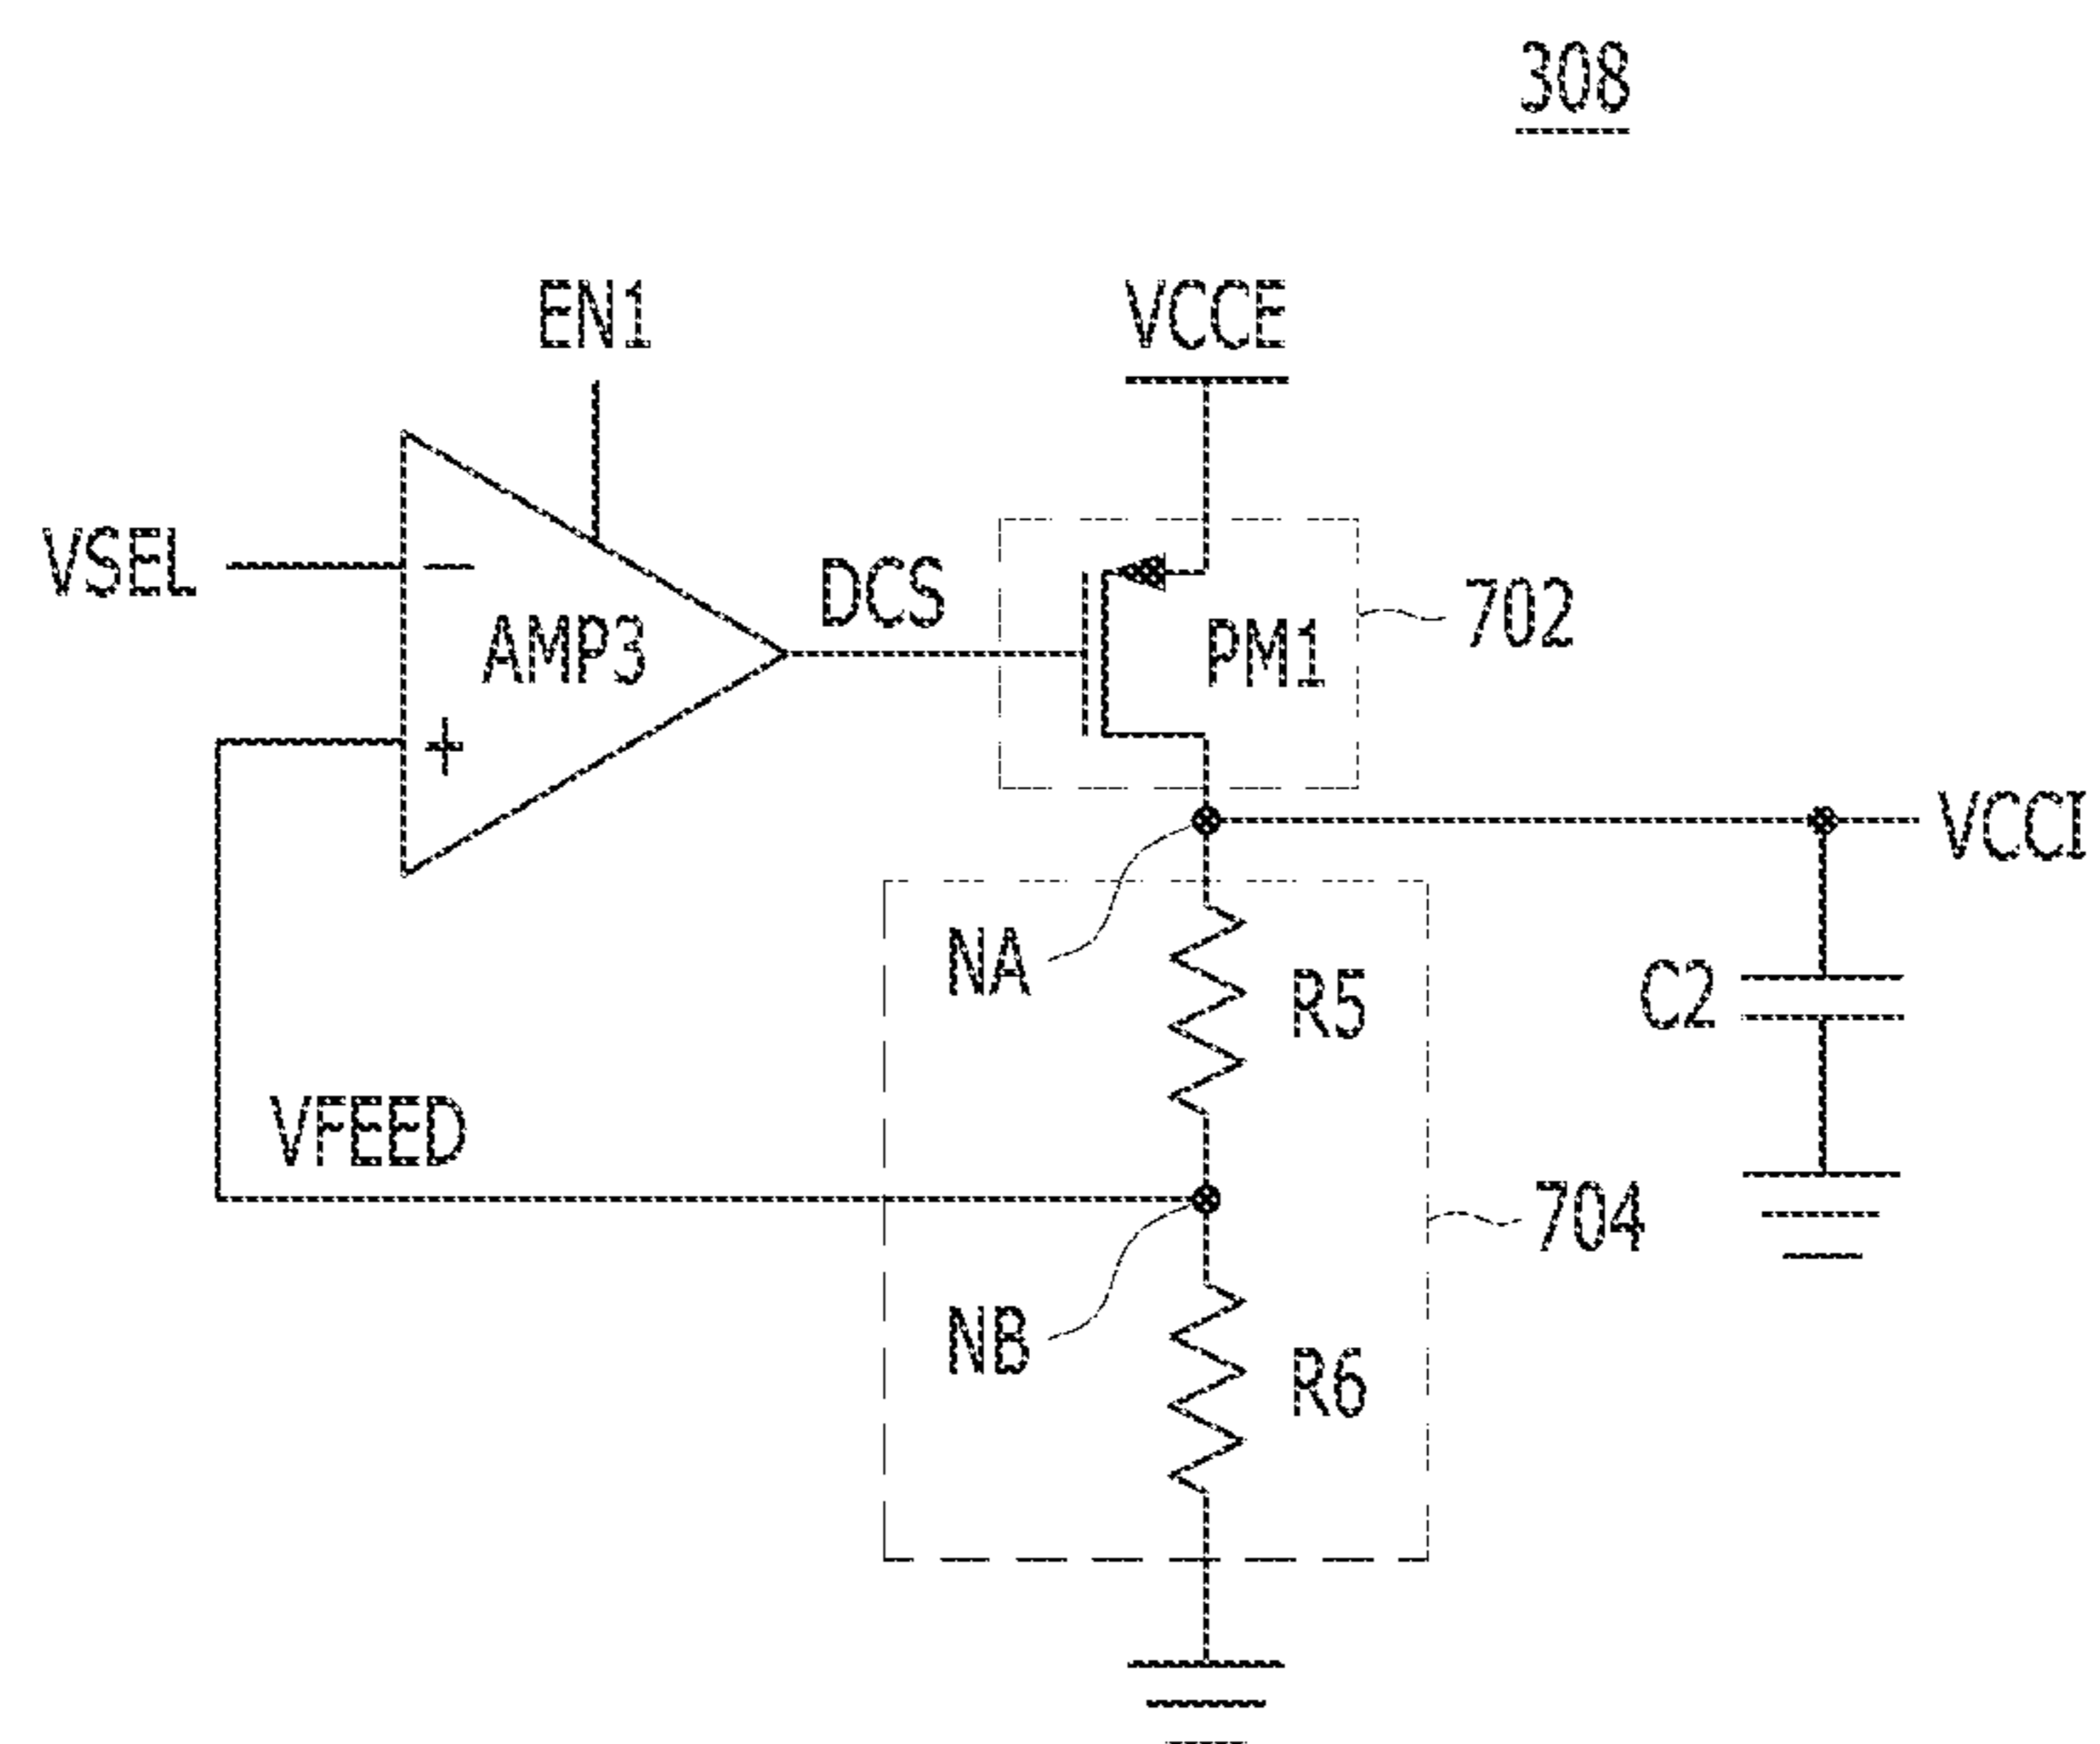 308
EN1
VCCE
VSEL
−
AMP3
+
DCS
PM1
702
NA
VCCI
R5
C2
VFEED
704
NB
R6